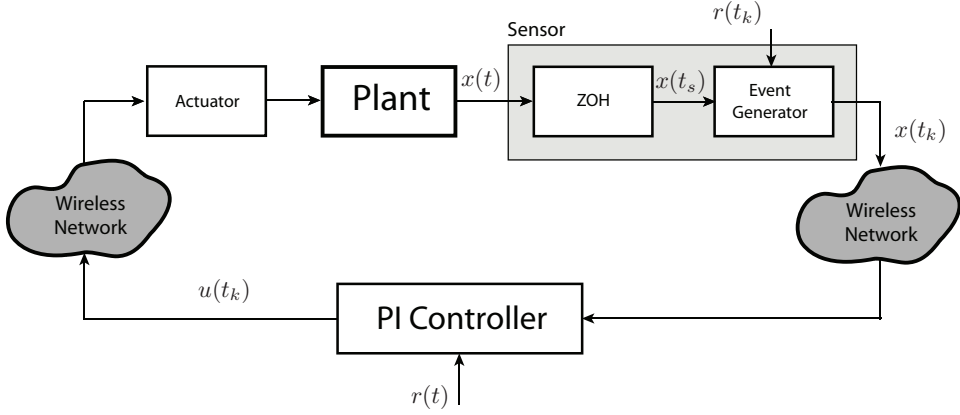 r(t_k)
Sensor
Actuator
Plant
x(t)
ZOH
x(t_s)
Event
Generator
x(t_k)
Wireless
Network
Wireless
Network
u(t_k)
PI Controller
r(t)